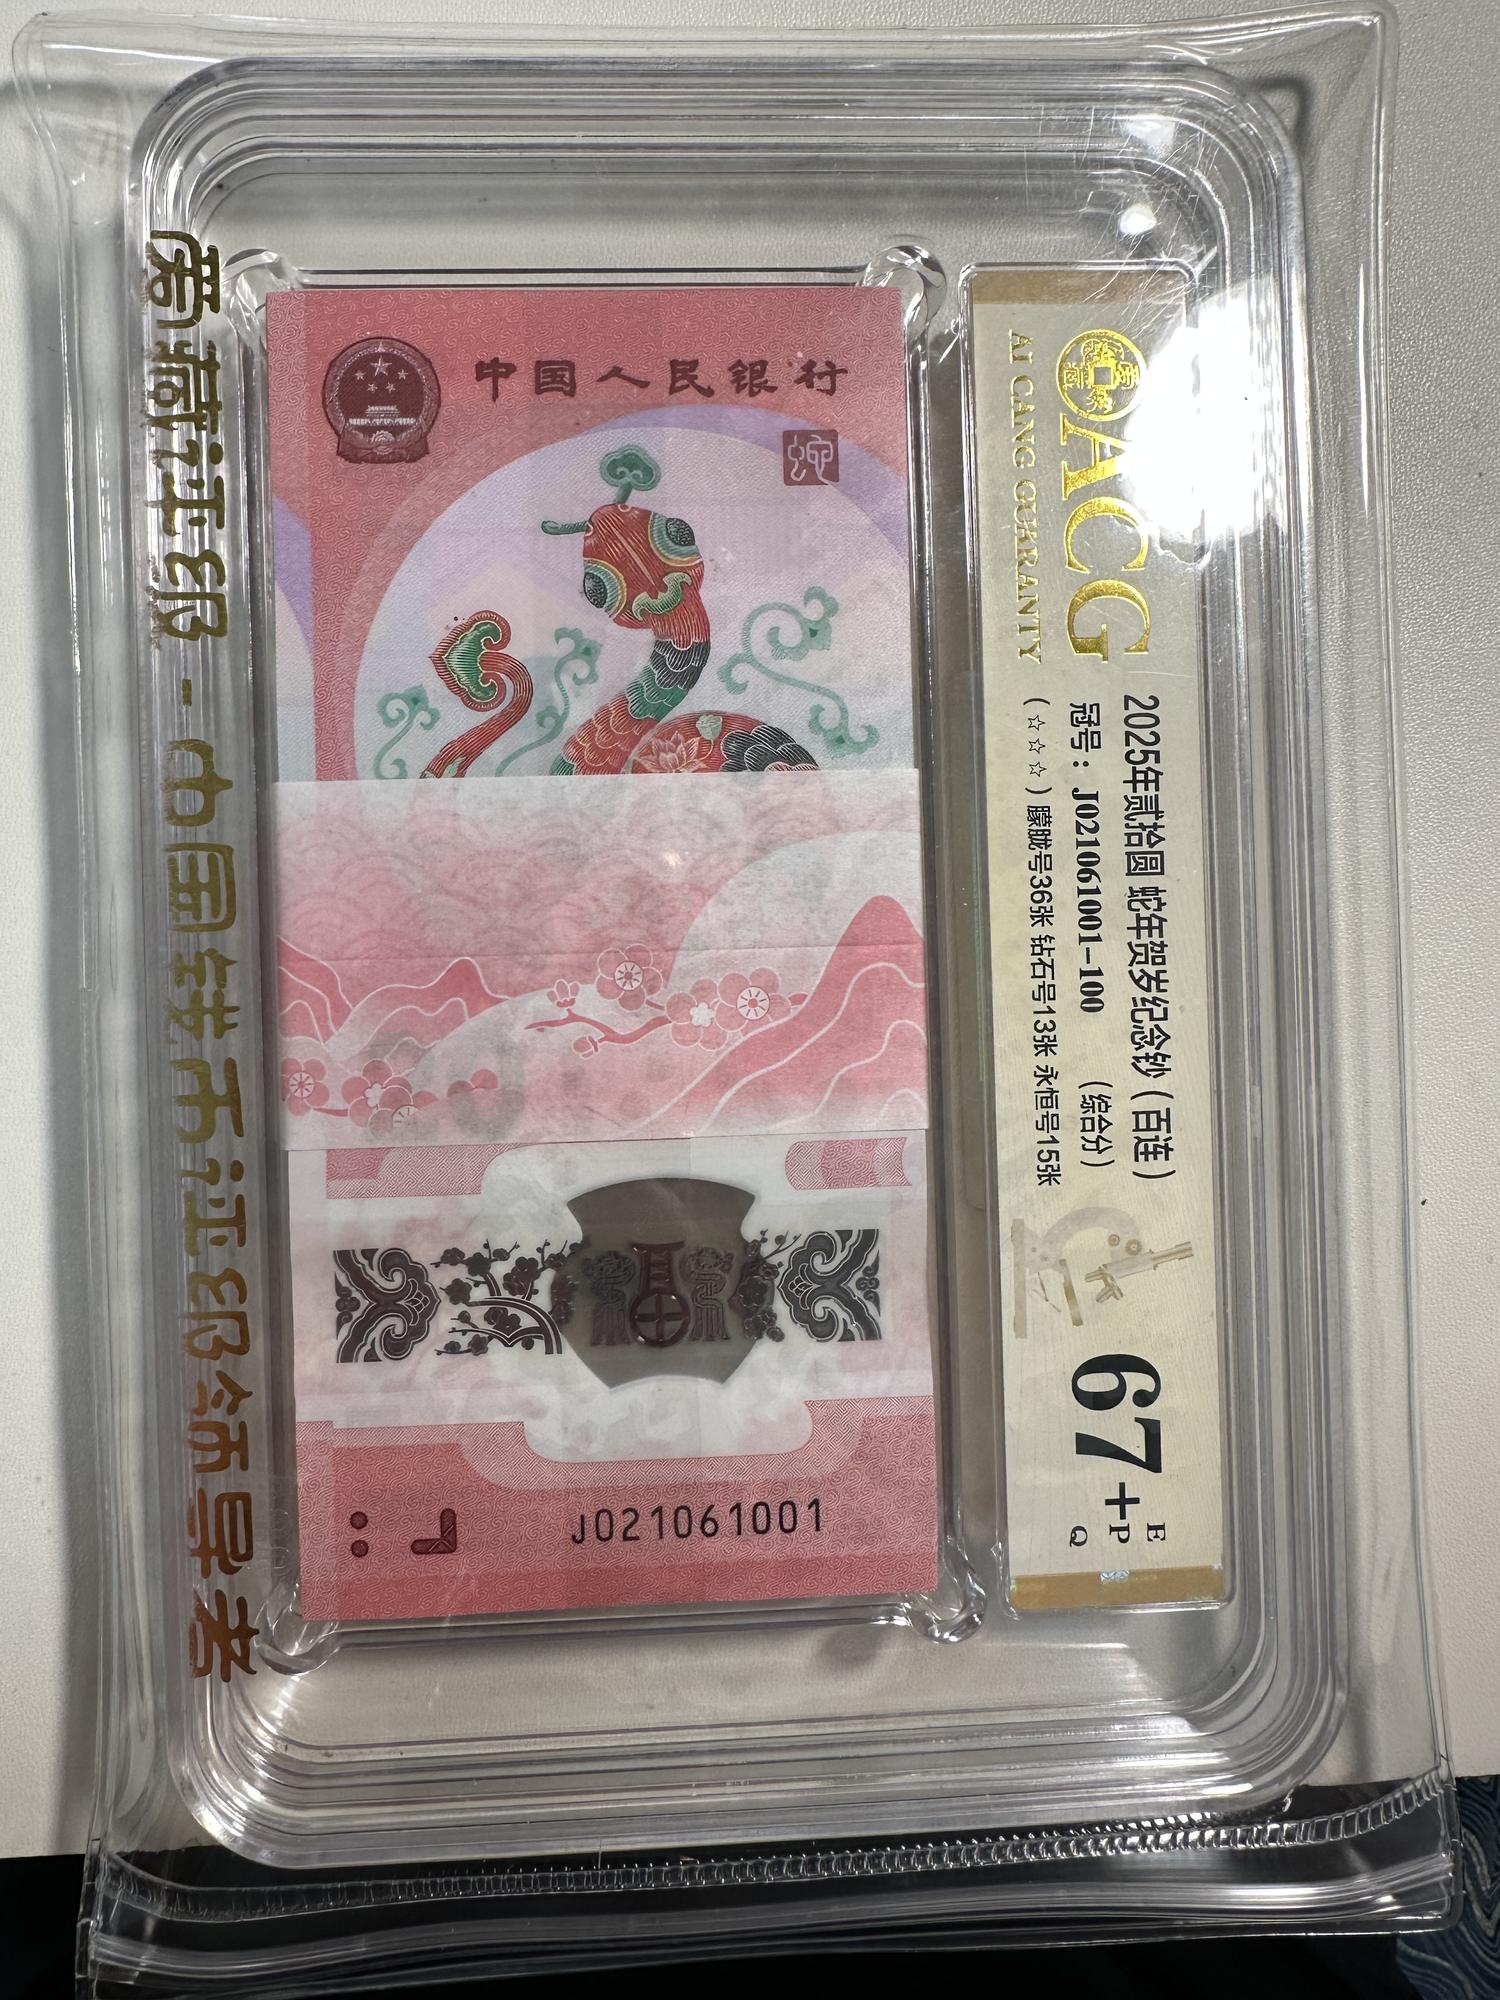 爱藏评级 - 中国钱币评级领导者
中国人民银行
蛇
J021061001
ACG
AI CANG GUARANTY
2025年贰拾圆 蛇年贺岁纪念钞（百连）
冠号：J021061001-100 （综合分）
（☆☆☆）朦胧号36张 钻石号13张 永恒号15张
67+
E
P
Q